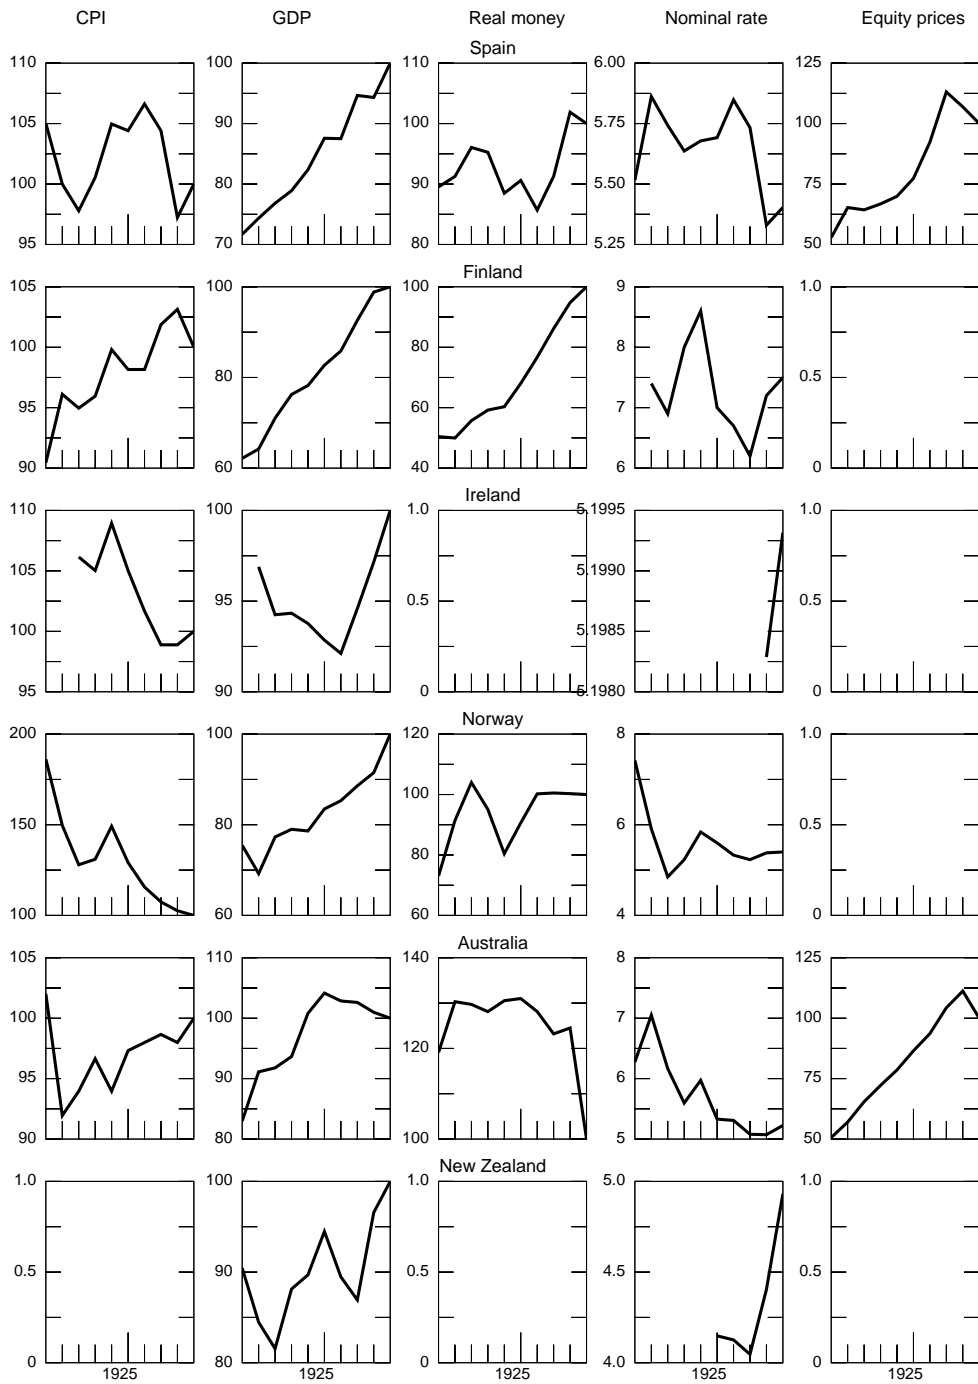 CPI GDP Real money Nominal rate Equity prices
Spain
110 100 110 6.00 125
105 90 100 5.75 100
100 80 90 5.50 75
95 70 80 5.25 50
Finland
105 100 100 9 1.0
100 80 80 8 0.5
95 60 60 7 0
90 40 6
Ireland
110 100 1.0 5.1995 1.0
105 95 0.5 5.1990 0.5
100 90 0 5.1985 0
95 5.1980
Norway
200 100 120 8 1.0
150 80 100 6 0.5
100 60 80 4 0
60
Australia
105 110 140 8 125
100 100 120 7 100
95 90 100 6 75
90 80 5 50
New Zealand
1.0 100 1.0 5.0 1.0
0.5 90 0.5 4.5 0.5
0 80 0 4.0 0
1925 1925 1925 1925 1925